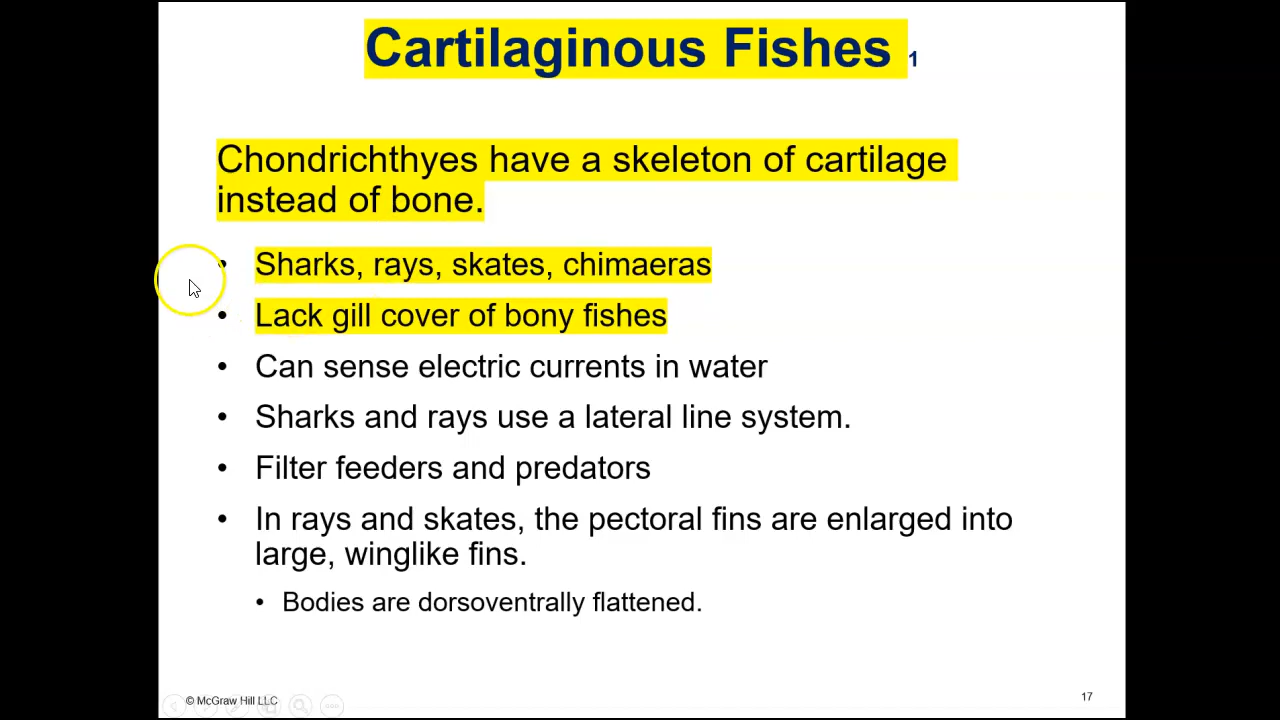 Cartilaginous Fishes 1
Chondrichthyes have a skeleton of cartilage
instead of bone.
• Sharks, rays, skates, chimaeras
• Lack gill cover of bony fishes
• Can sense electric currents in water
• Sharks and rays use a lateral line system.
• Filter feeders and predators
• In rays and skates, the pectoral fins are enlarged into
large, winglike fins.
• Bodies are dorsoventrally flattened.
© McGraw Hill LLC
17